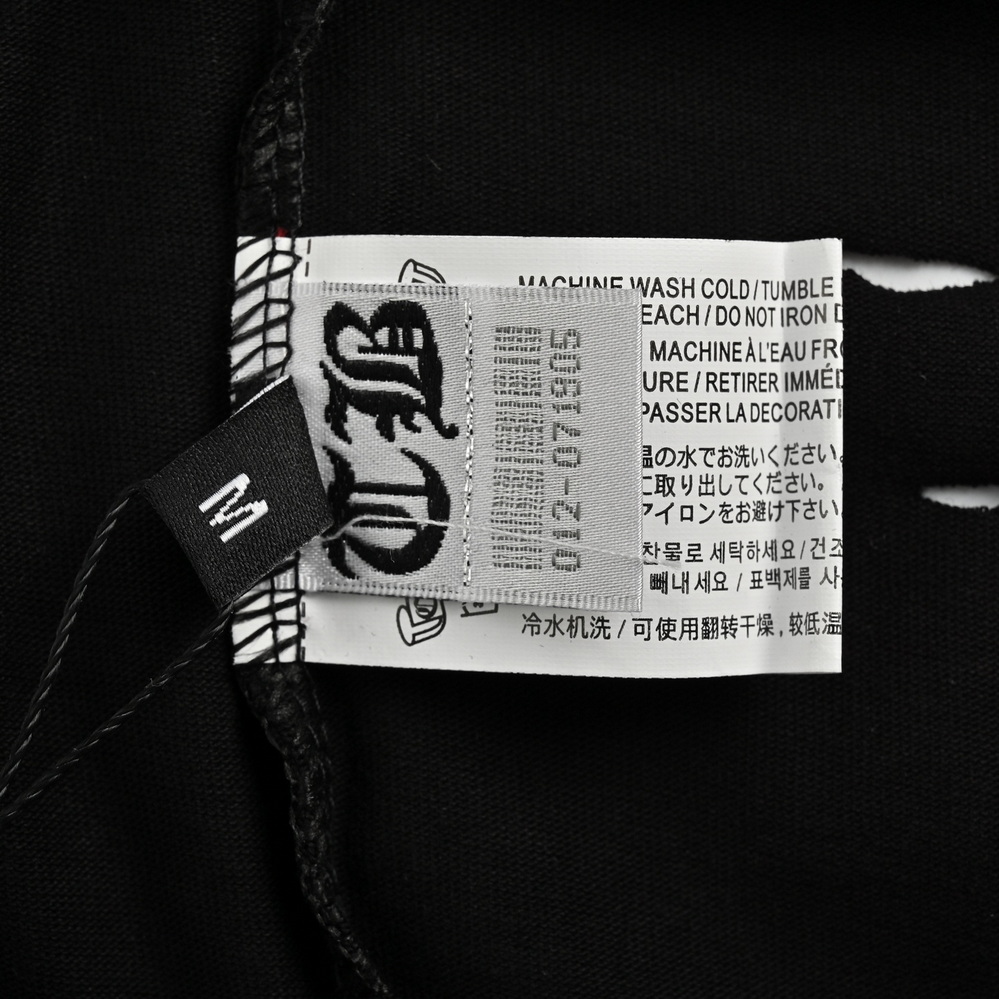 MACHINE WASH COLD / TUMBLE
EACH / DO NOT IRON D
MACHINE À L'EAU FRO
URE / RETIRER IMMÉD
PASSER LA DECORATI
温の水でお洗いください。
に取り出してください。
アイロンをお避け下さい。
찬물로 세탁하세요 / 건조
빼내세요 / 표백제를 사
冷水机洗 / 可使用翻转干燥, 较低温
CB
012-071805
M